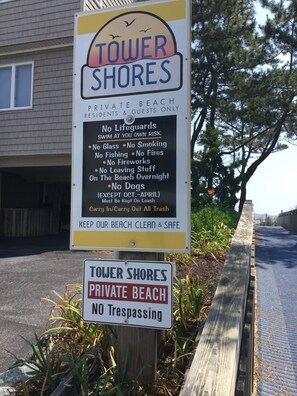 TOWER
SHORES
PRIVATE BEACH
RESIDENTS & GUESTS ONLY
No Lifeguards
SWIM AT YOU OWN RISK
• No Glass • No Smoking
No Fishing • No Fires
• No Fireworks
• No Leaving Stuff
On The Beach Overnight
• No Dogs
(EXCEPT OCT. - APRIL)
Must Be Kept On Leash
Carry In/Carry Out All Trash
KEEP OUR BEACH CLEAN & SAFE
TOWER SHORES
PRIVATE BEACH
NO TRESPASSING